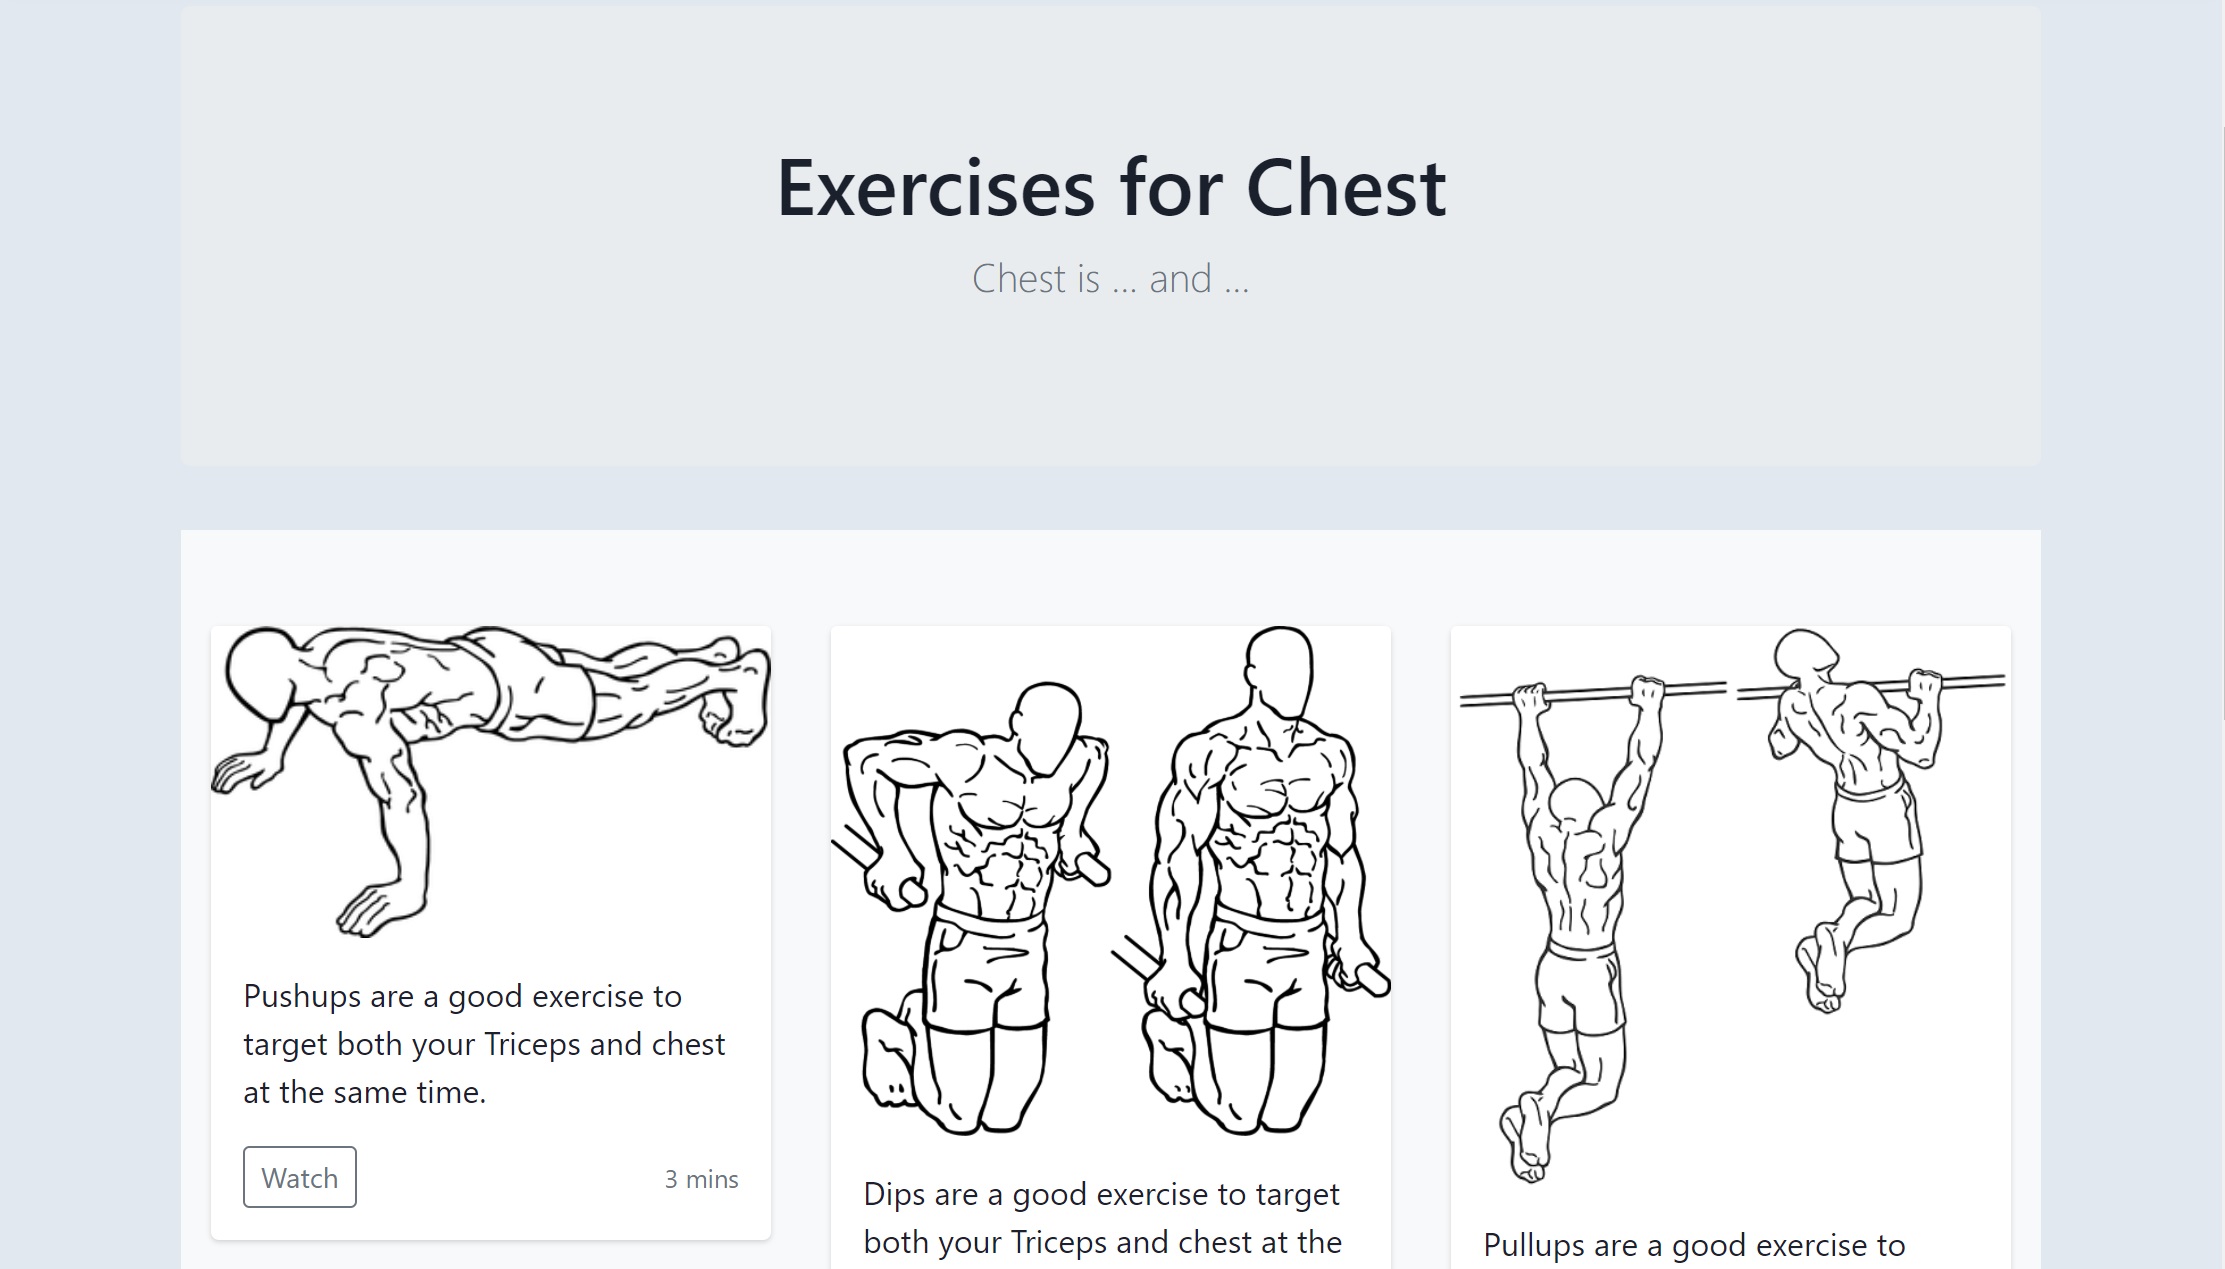 Exercises for Chest
Chest is ... and ...
Pushups are a good exercise to
target both your Triceps and chest
at the same time.
Watch
3 mins
Dips are a good exercise to target
both your Triceps and chest at the
Pullups are a good exercise to